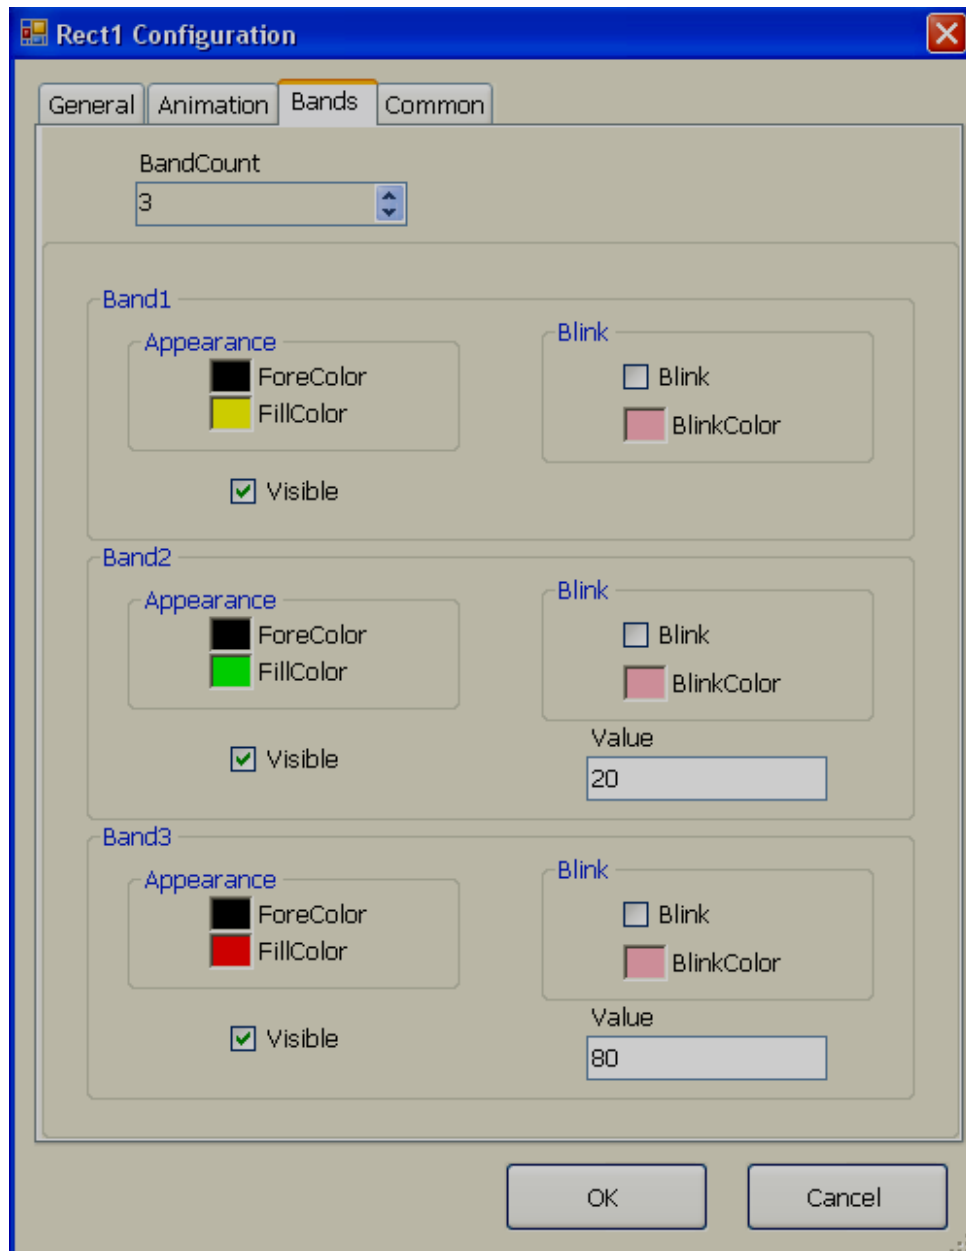 Rect1 Configuration
General Animation Bands Common
BandCount
3
Band1
Appearance
ForeColor
FillColor
Visible
Blink
Blink
BlinkColor
Band2
Appearance
ForeColor
FillColor
Visible
Blink
Blink
BlinkColor
Value
20
Band3
Appearance
ForeColor
FillColor
Visible
Blink
Blink
BlinkColor
Value
80
OK Cancel